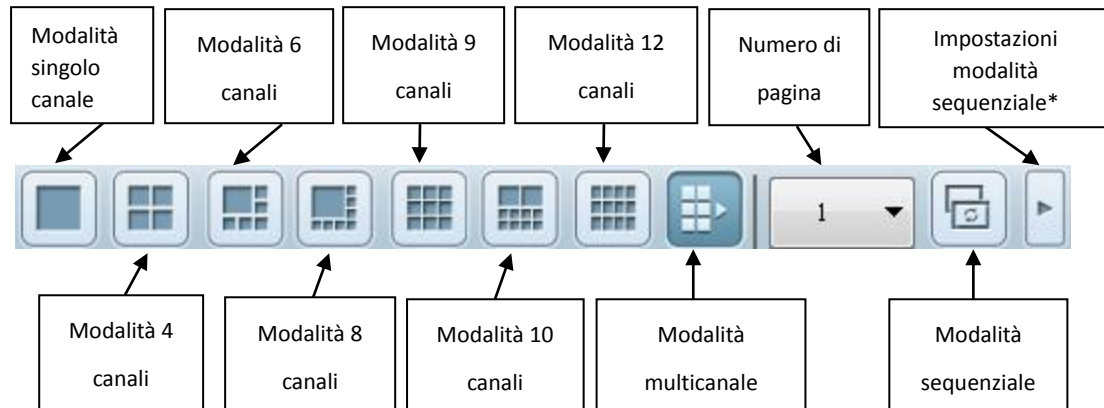 Modalità
singolo
canale
Modalità 6
canali
Modalità 9
canali
Modalità 12
canali
Numero di
pagina
Impostazioni
modalità
sequenziale*
1
Modalità 4
canali
Modalità 8
canali
Modalità 10
canali
Modalità
multicanale
Modalità
sequenziale